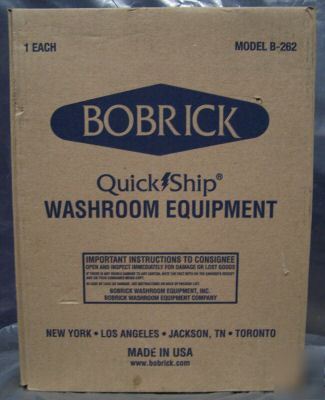 1 EACH MODEL B-262
BOBRICK
Quick Ship®
WASHROOM EQUIPMENT
IMPORTANT INSTRUCTIONS TO CONSIGNEE
OPEN AND INSPECT IMMEDIATELY FOR DAMAGE OR LOST GOODS
BOBRICK WASHROOM EQUIPMENT, INC.
BOBRICK WASHROOM EQUIPMENT COMPANY
NEW YORK • LOS ANGELES • JACKSON, TN • TORONTO
MADE IN USA
www.bobrick.com